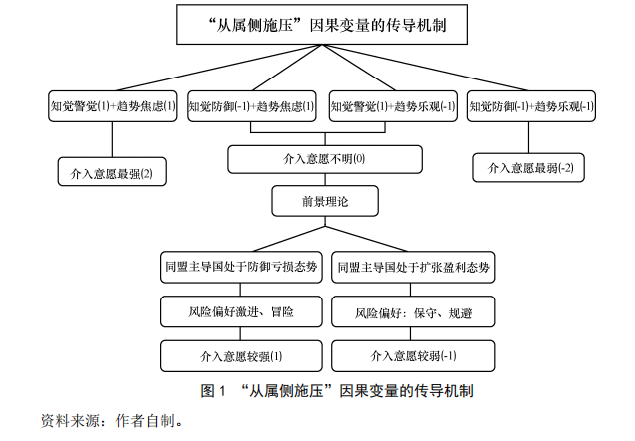 “从属侧施压”因果变量的传导机制
知觉警觉(1)+趋势焦虑(1)
知觉防御(-1)+趋势焦虑(1)
知觉警觉(1)+趋势乐观(-1)
知觉防御(-1)+趋势乐观(-1)
介入意愿最强(2)
介入意愿不明(0)
介入意愿最弱(-2)
前景理论
同盟主导国处于防御亏损态势
同盟主导国处于扩张盈利态势
风险偏好激进、冒险
风险偏好：保守、规避
介入意愿较强(1)
介入意愿较弱(-1)
图 1 “从属侧施压”因果变量的传导机制
资料来源：作者自制。